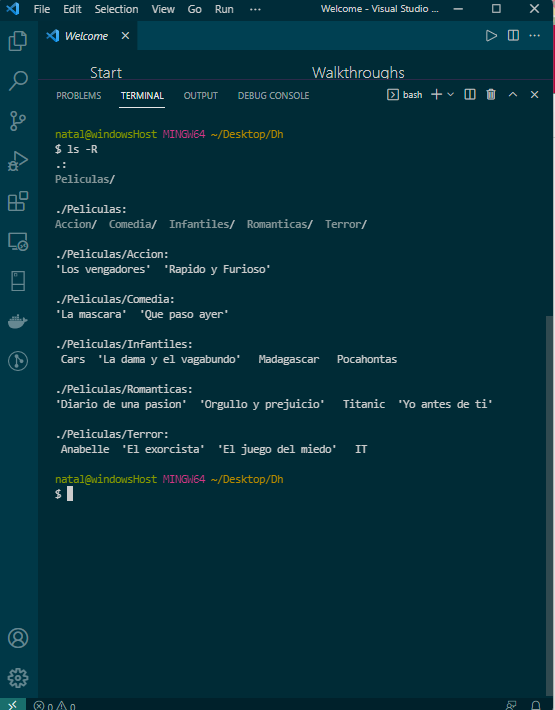 File Edit Selection View Go Run ··· Welcome - Visual Studio ...
Welcome
Start Walkthroughs
PROBLEMS TERMINAL OUTPUT DEBUG CONSOLE bash
natal@windowsHost MINGW64 ~/Desktop/Dh
$ ls -R
.:
Peliculas/
./Peliculas:
Accion/ Comedia/ Infantiles/ Romanticas/ Terror/
./Peliculas/Accion:
'Los vengadores' 'Rapido y Furioso'
./Peliculas/Comedia:
'La mascara' 'Que paso ayer'
./Peliculas/Infantiles:
Cars 'La dama y el vagabundo' Madagascar Pocahontas
./Peliculas/Romanticas:
'Diario de una pasion' 'Orgullo y prejuicio' Titanic 'Yo antes de ti'
./Peliculas/Terror:
Anabelle 'El exorcista' 'El juego del miedo' IT
natal@windowsHost MINGW64 ~/Desktop/Dh
$
0 0